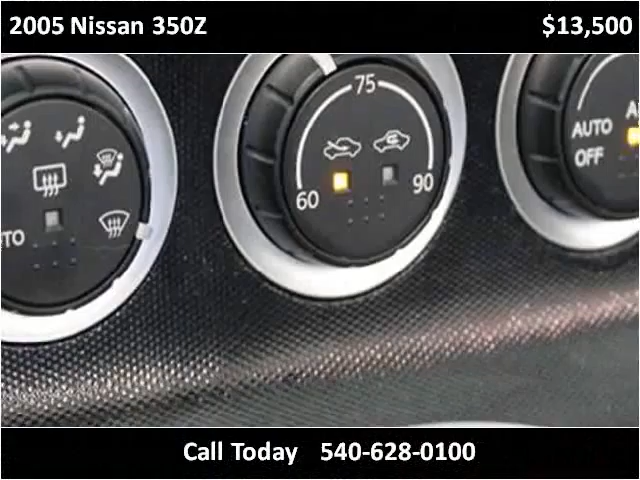 2005 Nissan 350Z $13,500
75
60 90
AUTO
OFF
A
TO
Call Today 540-628-0100